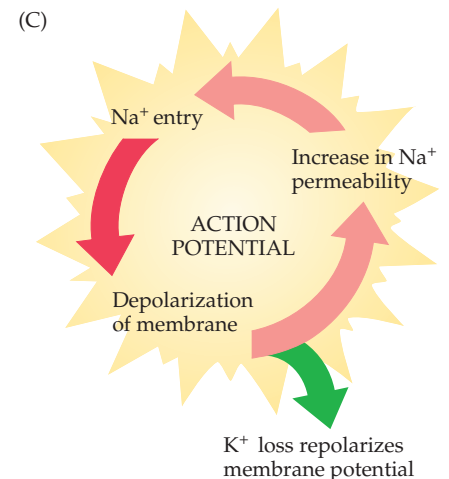 (C)
Na⁺ entry
Increase in Na⁺
permeability
ACTION
POTENTIAL
Depolarization
of membrane
K⁺ loss repolarizes
membrane potential